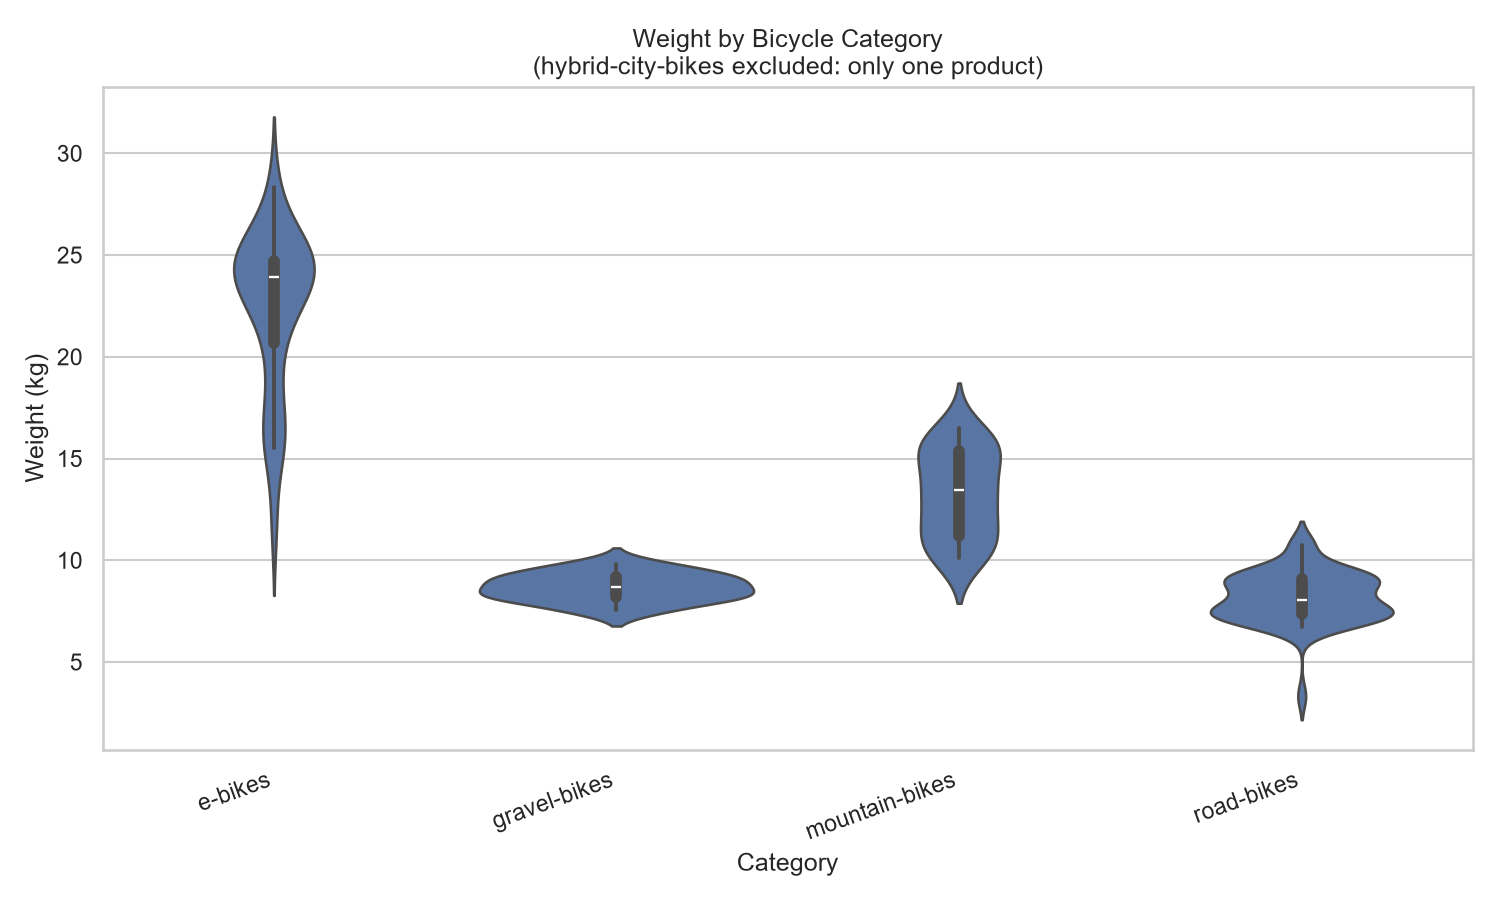 Weight by Bicycle Category
(hybrid-city-bikes excluded: only one product)
Weight (kg)
30
25
20
15
10
5
e-bikes
gravel-bikes
mountain-bikes
road-bikes
Category